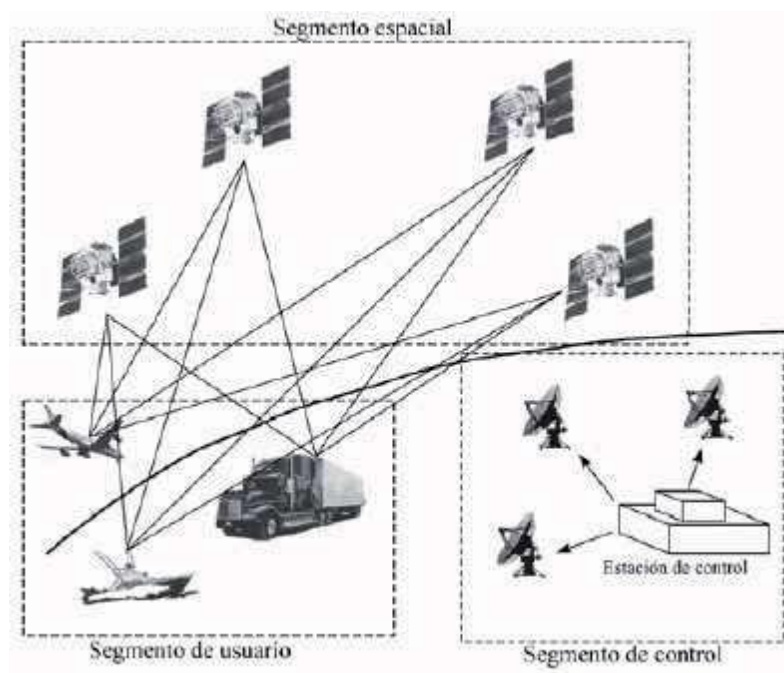 Segmento espacial
Estación de control
Segmento de usuario
Segmento de control